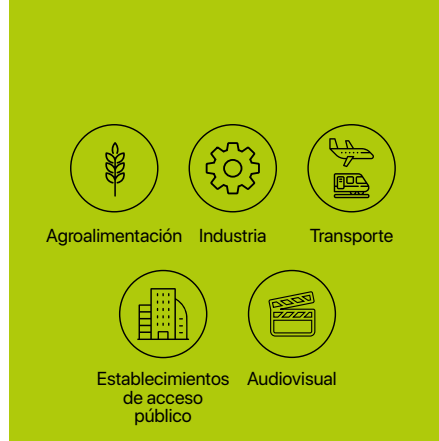 Agroalimentación
Industria
Transporte
Establecimientos
de acceso
público
Audiovisual